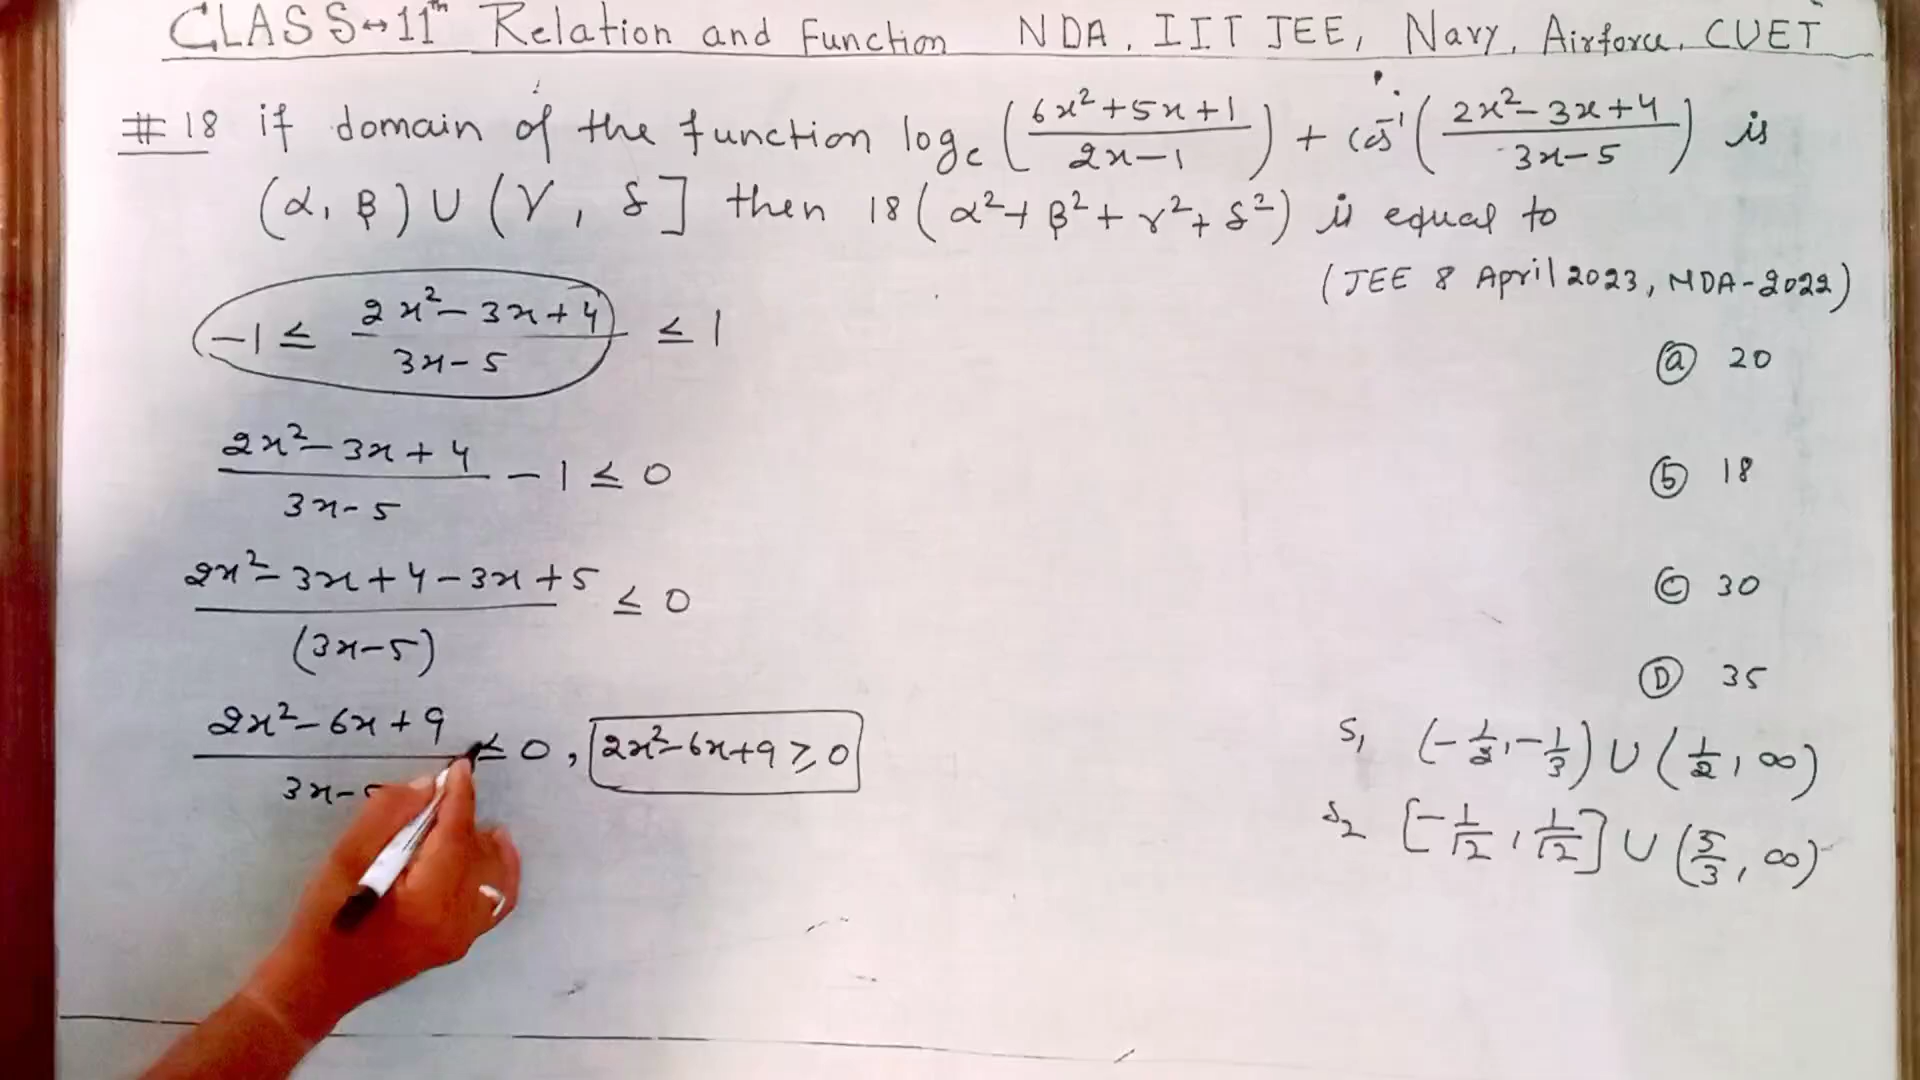 CLASS→11th Relation and Function NDA, IIT JEE, Navy, Airforce, CUET
#18 if domain of the function log_e ((6x²+5x+1)/(2x-1)) + cos⁻¹ ((2x²-3x+4)/(3x-5)) is
(α, β) ∪ (γ, δ] then 18(α²+β²+γ²+δ²) is equal to
(JEE 8 April 2023, NDA-2022)
-1 ≤ (2x²-3x+4)/(3x-5) ≤ 1
(a) 20
(2x²-3x+4)/(3x-5) - 1 ≤ 0
(b) 18
(2x²-3x+4-3x+5)/(3x-5) ≤ 0
(c) 30
(D) 35
(2x²-6x+9)/(3x-5) ≤ 0, 2x²-6x+9 ≥ 0
S₁ (-1/2, -1/3) ∪ (1/2, ∞)
S₂ [-1/√2, 1/√2] ∪ (5/3, ∞)